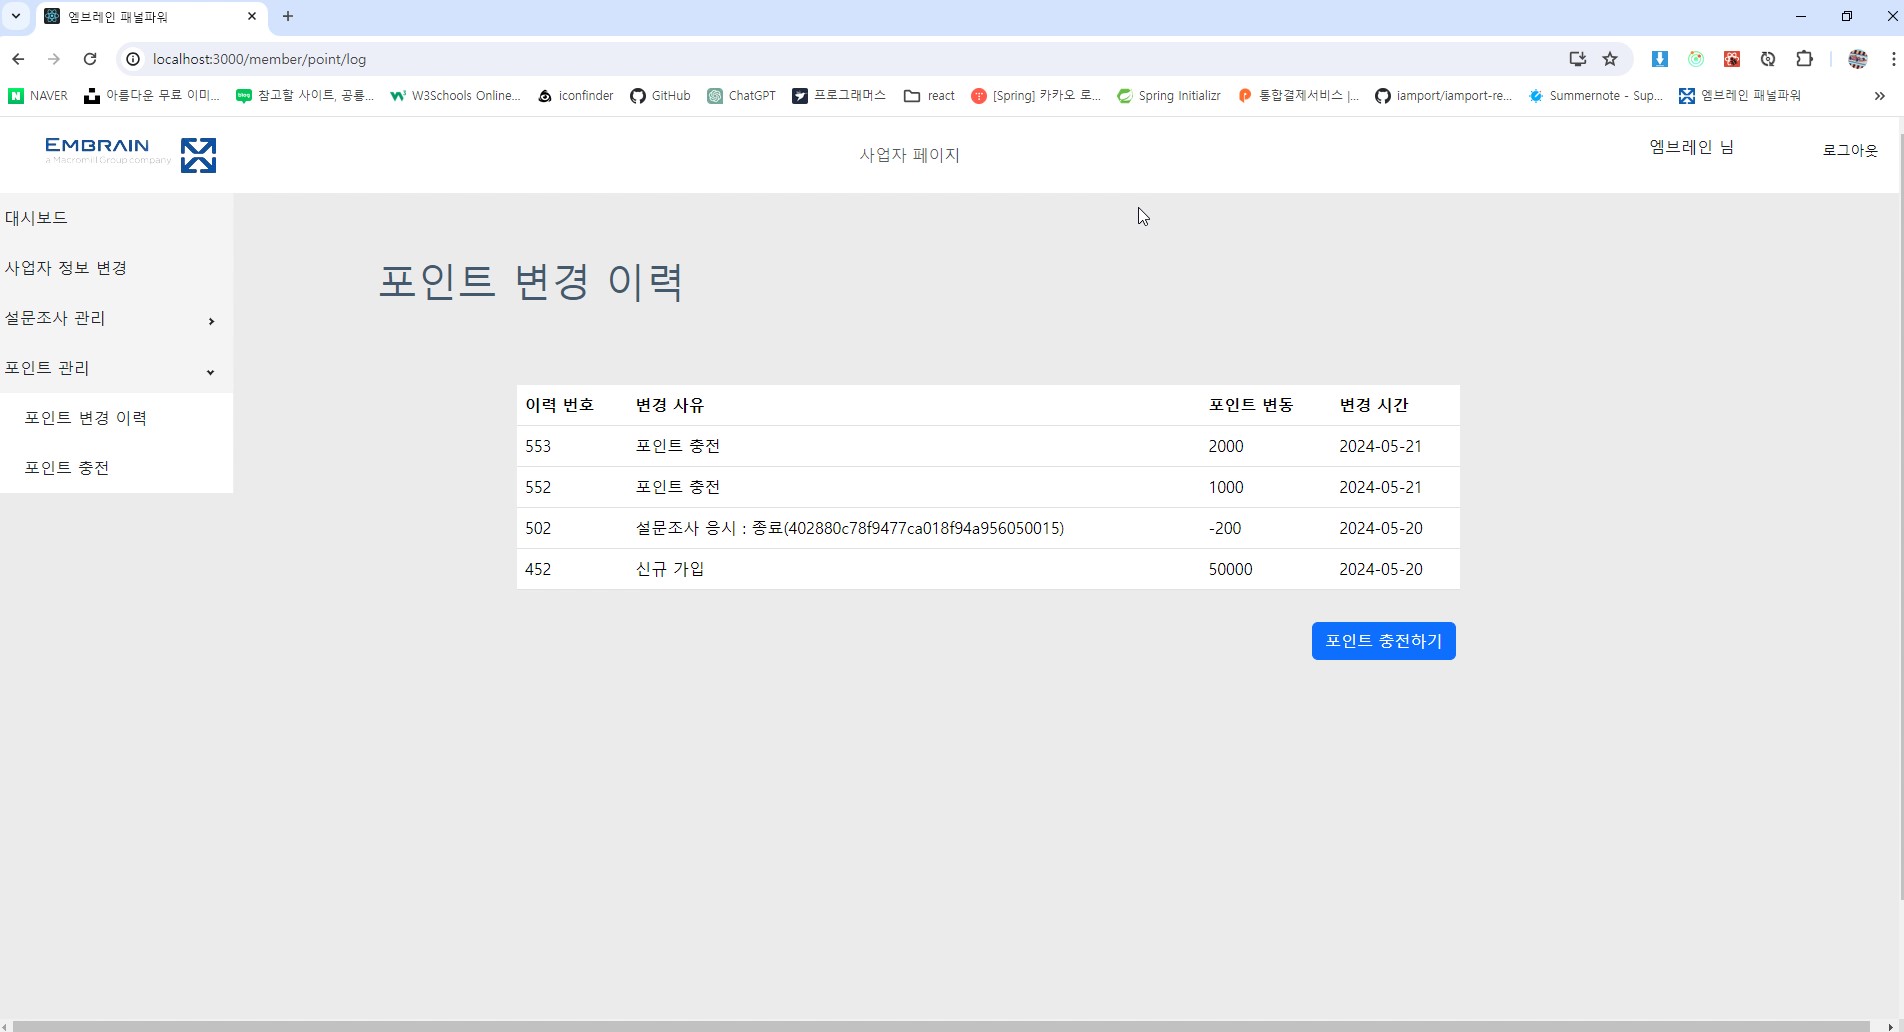 엠브레인 패널파워
localhost:3000/member/point/log
NAVER 아름다운 무료 이미... 참고할 사이트, 공룡... W3Schools Online... iconfinder GitHub ChatGPT 프로그래머스 react [Spring] 카카오 로... Spring Initializr 통합결제서비스 |... iamport/iamport-re... Summernote - Sup... 엠브레인 패널파워
EMBRAIN
a Macromill Group company
사업자 페이지
엠브레인 님
로그아웃
대시보드
사업자 정보 변경
설문조사 관리
포인트 관리
포인트 변경 이력
포인트 충전
포인트 변경 이력
이력 번호 변경 사유 포인트 변동 변경 시간
553 포인트 충전 2000 2024-05-21
552 포인트 충전 1000 2024-05-21
502 설문조사 응시 : 종료(402880c78f9477ca018f94a956050015) -200 2024-05-20
452 신규 가입 50000 2024-05-20
포인트 충전하기